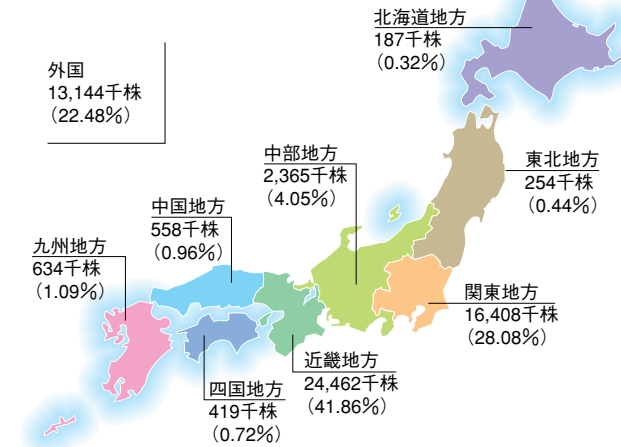 北海道地方
187千株
(0.32%)
外国
13,144千株
(22.48%)
中部地方
2,365千株
(4.05%)
東北地方
254千株
(0.44%)
中国地方
558千株
(0.96%)
九州地方
634千株
(1.09%)
関東地方
16,408千株
(28.08%)
近畿地方
24,462千株
(41.86%)
四国地方
419千株
(0.72%)